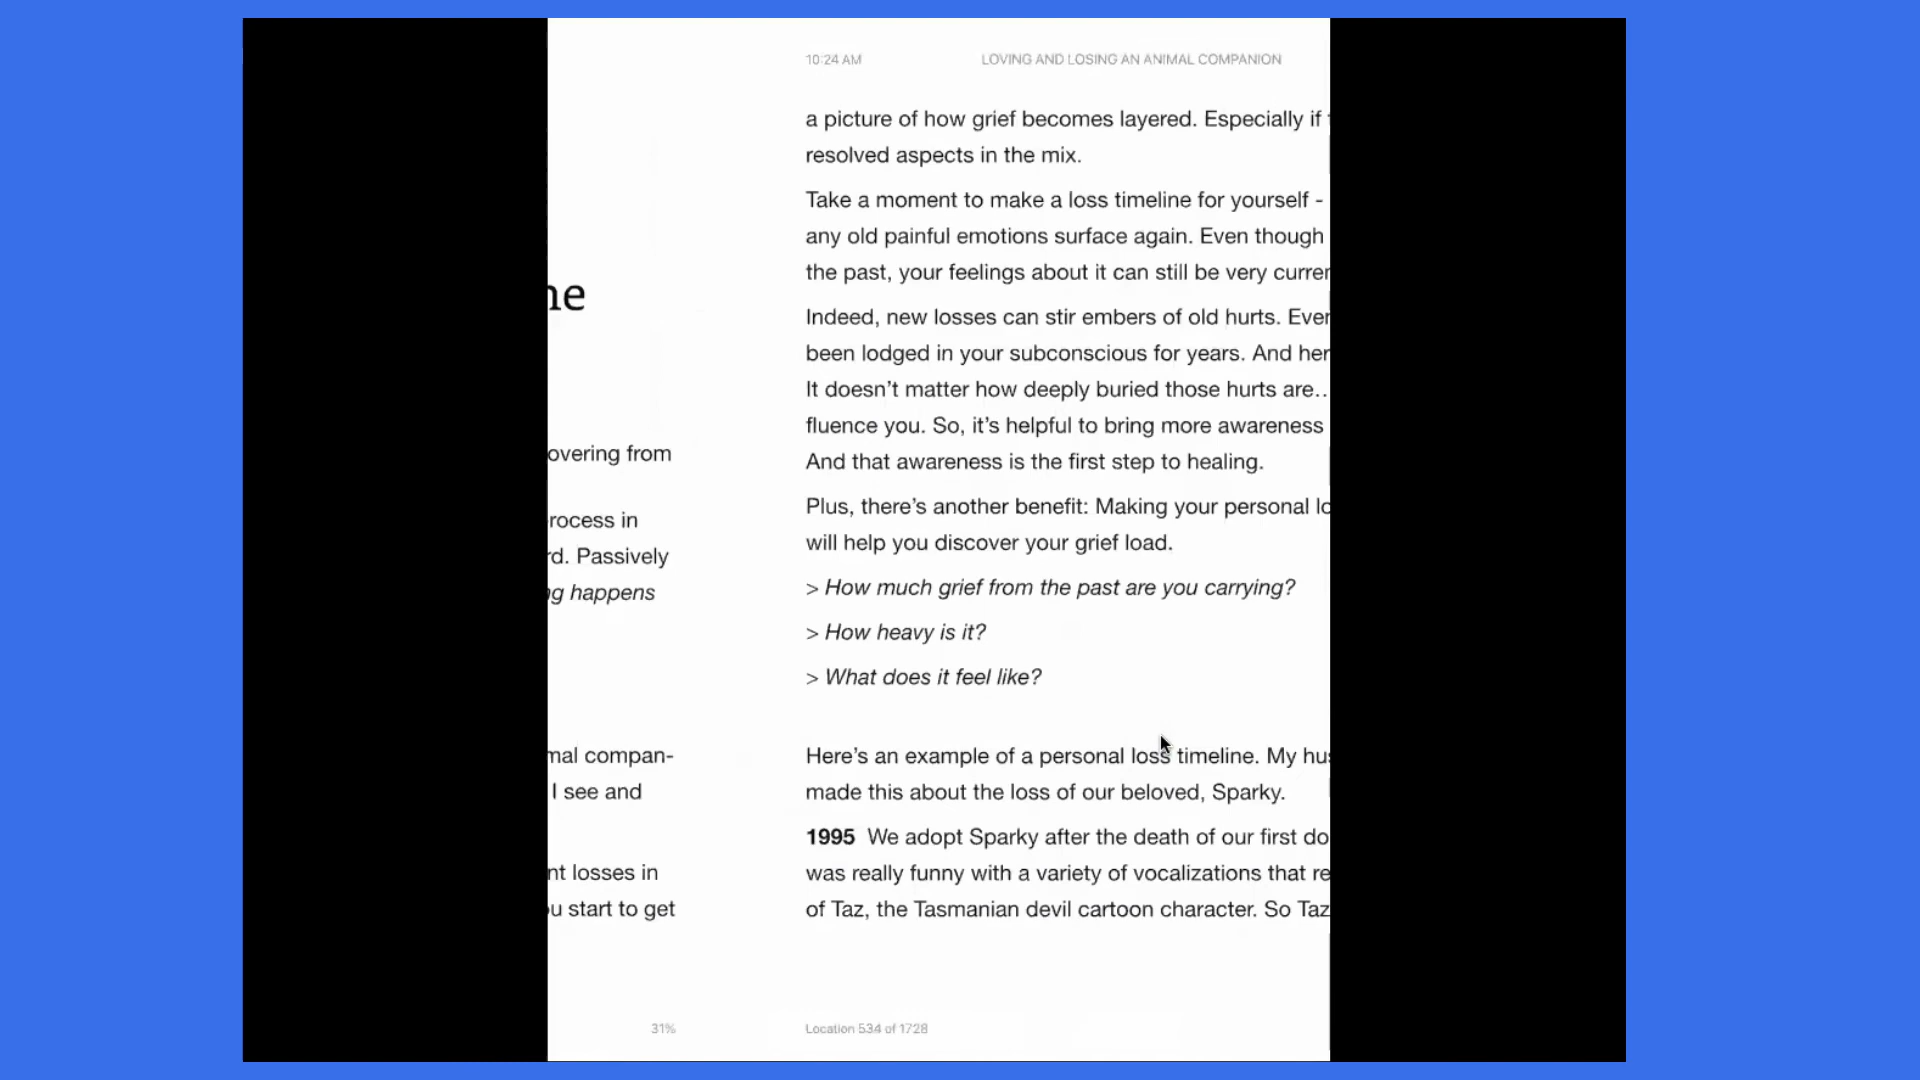 he
overing from
rocess in
rd. Passively
ng happens
mal compan-
I see and
nt losses in
ou start to get
31%
10:24 AM LOVING AND LOSING AN ANIMAL COMPANION
a picture of how grief becomes layered. Especially if
resolved aspects in the mix.
Take a moment to make a loss timeline for yourself -
any old painful emotions surface again. Even though
the past, your feelings about it can still be very curren
Indeed, new losses can stir embers of old hurts. Even
been lodged in your subconscious for years. And her
It doesn’t matter how deeply buried those hurts are..
fluence you. So, it’s helpful to bring more awareness
And that awareness is the first step to healing.
Plus, there’s another benefit: Making your personal lo
will help you discover your grief load.
> How much grief from the past are you carrying?
> How heavy is it?
> What does it feel like?
Here’s an example of a personal loss timeline. My hus
made this about the loss of our beloved, Sparky.
1995 We adopt Sparky after the death of our first do
was really funny with a variety of vocalizations that re
of Taz, the Tasmanian devil cartoon character. So Taz
Location 534 of 1728